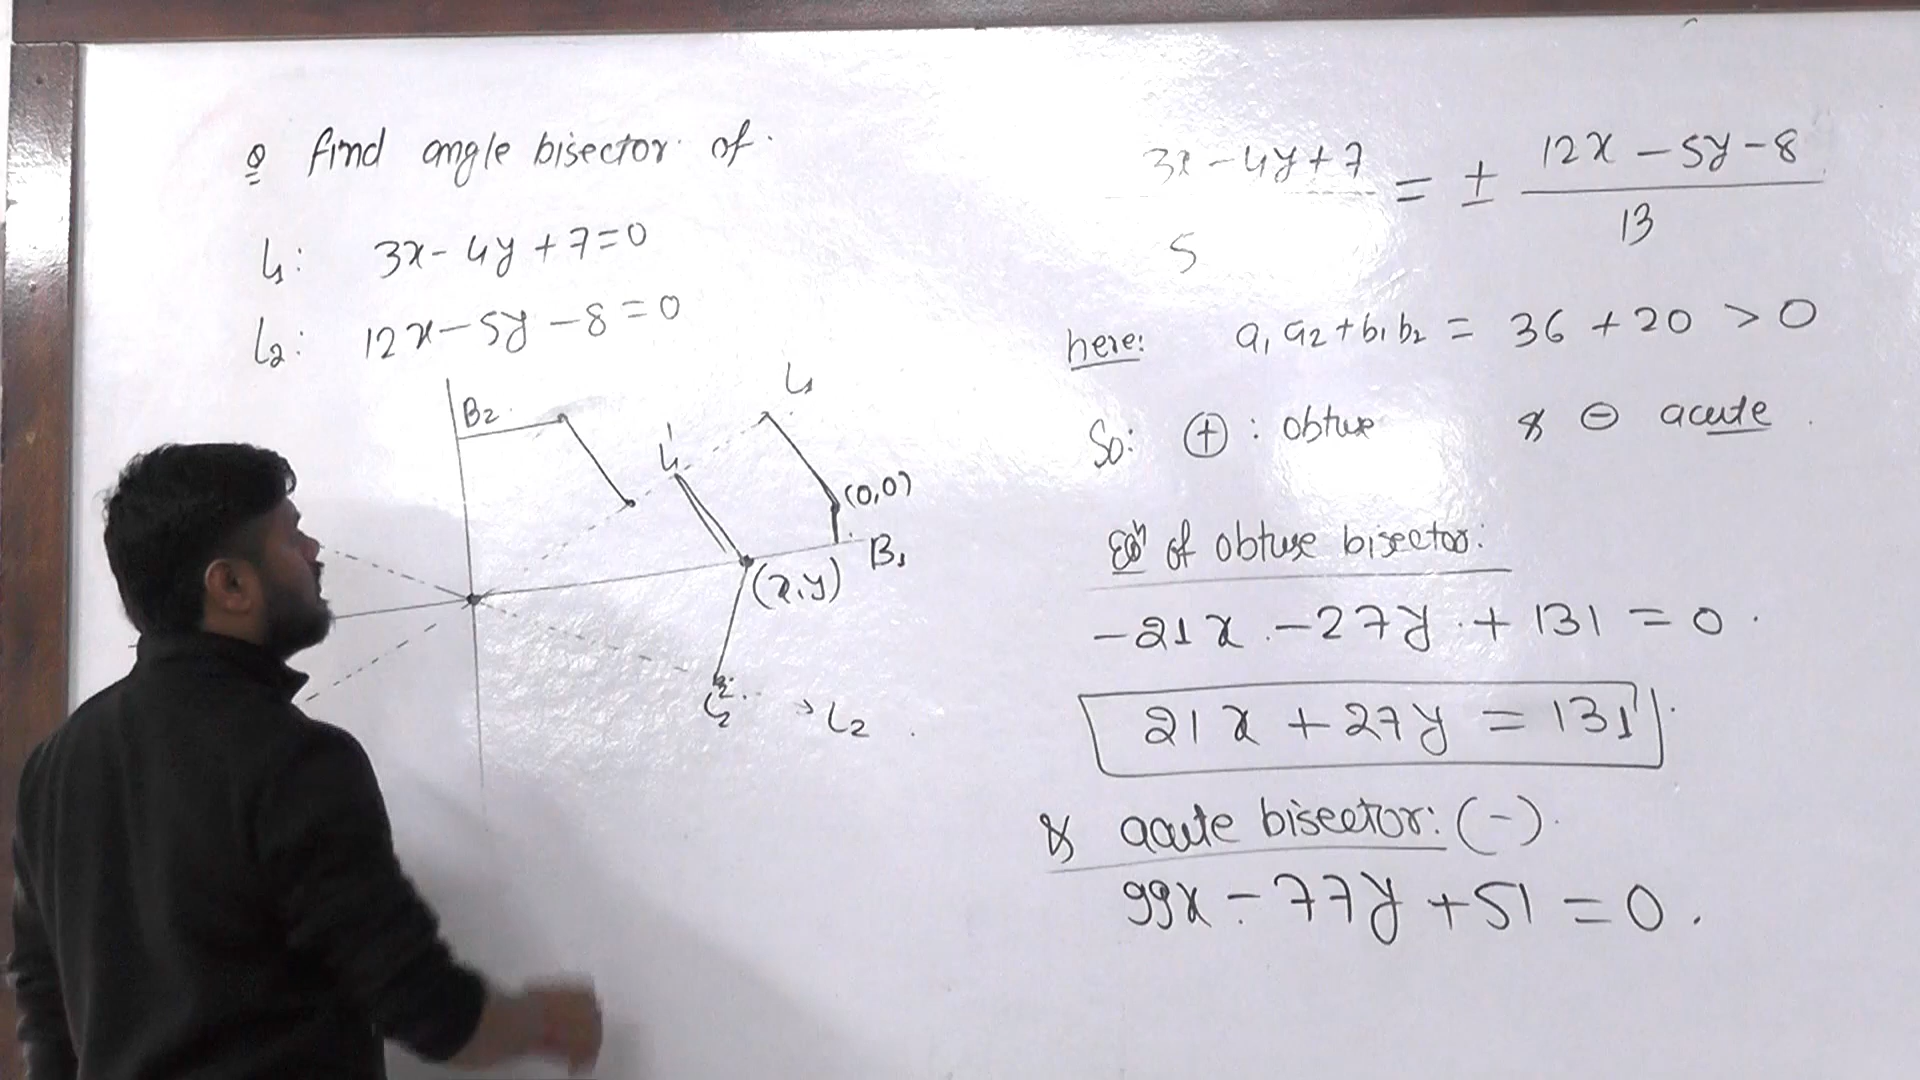 Q find angle bisector of.
L₁: 3x - 4y + 7 = 0
L₂: 12x - 5y - 8 = 0
B₂
L₁
L₁
(0,0)
B₁
(x,y)
L₂
L₂
3x - 4y + 7 / 5 = ± 12x - 5y - 8 / 13
here: a₁a₂ + b₁b₂ = 36 + 20 > 0
So: ⊕ : obtuse & ⊖ acute
Eqⁿ of obtuse bisector:
-21x - 27y + 131 = 0
21x + 27y = 131
& acute bisector: (-)
99x - 77y + 51 = 0